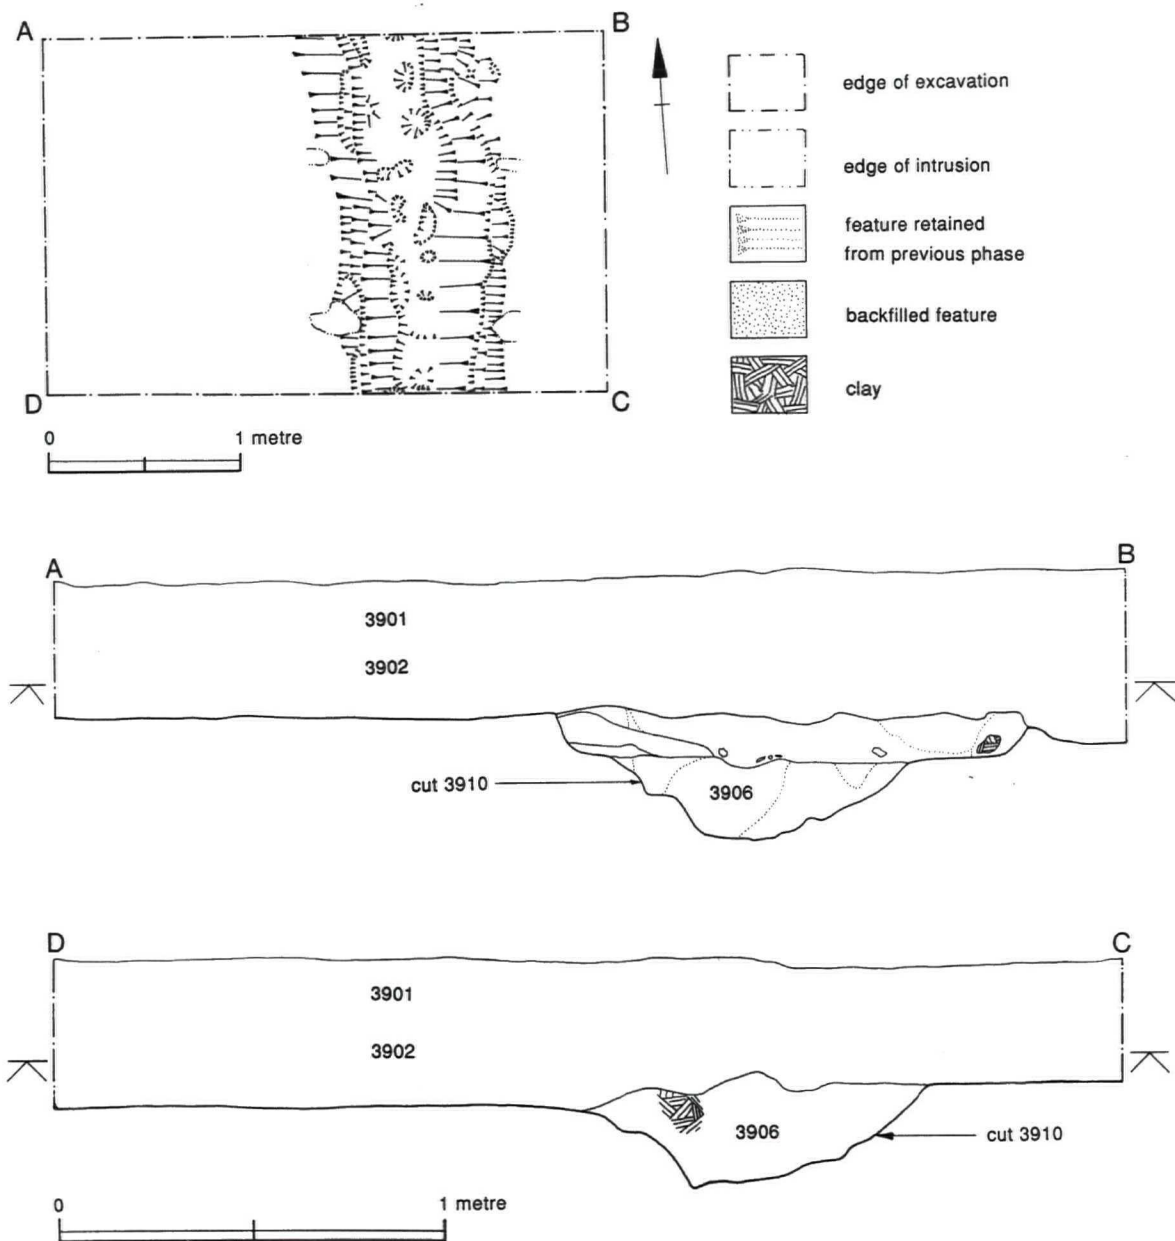 A
B
edge of excavation
edge of intrusion
feature retained
from previous phase
backfilled feature
clay
D
C
0 1 metre
A
B
3901
3902
cut 3910
3906
D
C
3901
3902
3906
cut 3910
0 1 metre